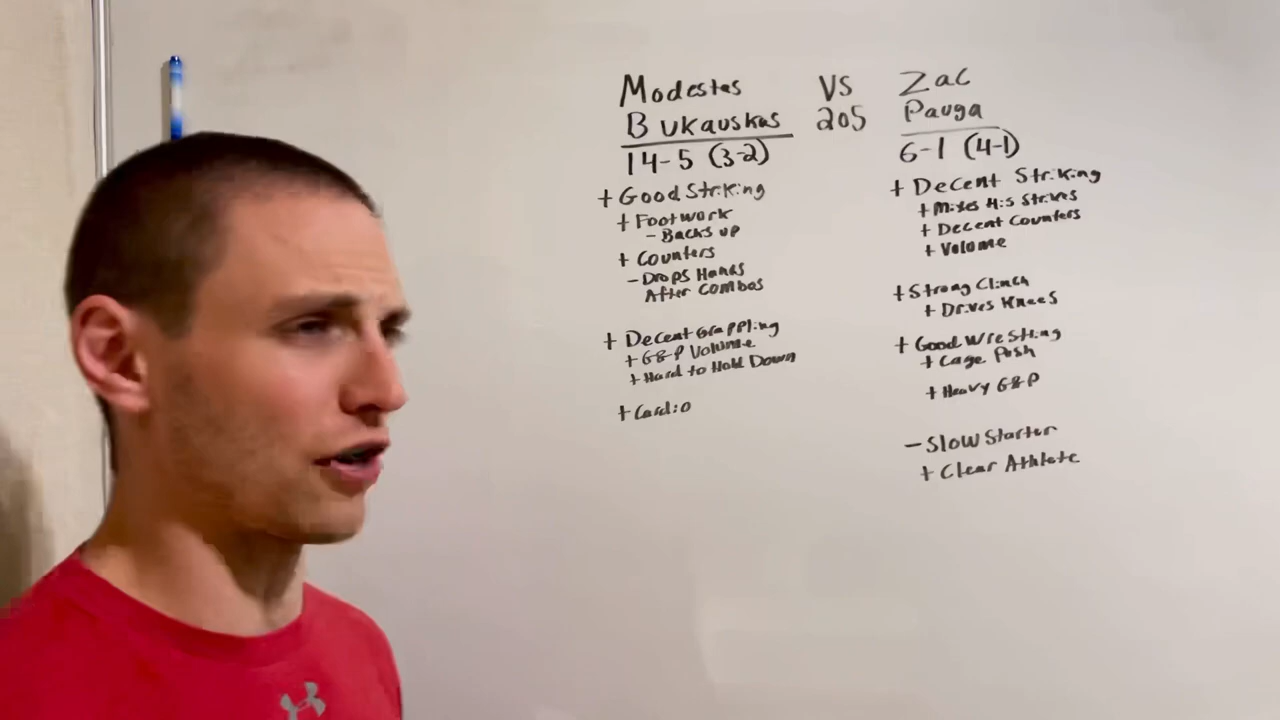 Modestas VS Zac
Bukauskas 205 Pauga
14-5 (3-2)
+ Good Striking
+ Footwork
- Backs up
+ Counters
- Drops Hands
After Combos
+ Decent Grappling
+ G&P Volume
+ Hard to Hold Down
+ Cardio
6-1 (4-1)
+ Decent Striking
+ Mixes His Strikes
+ Decent Counters
+ Volume
+ Strong Clinch
+ Drives Knees
+ Good Wrestling
+ Cage Push
+ Heavy G&P
- Slow Starter
+ Clear Athlete